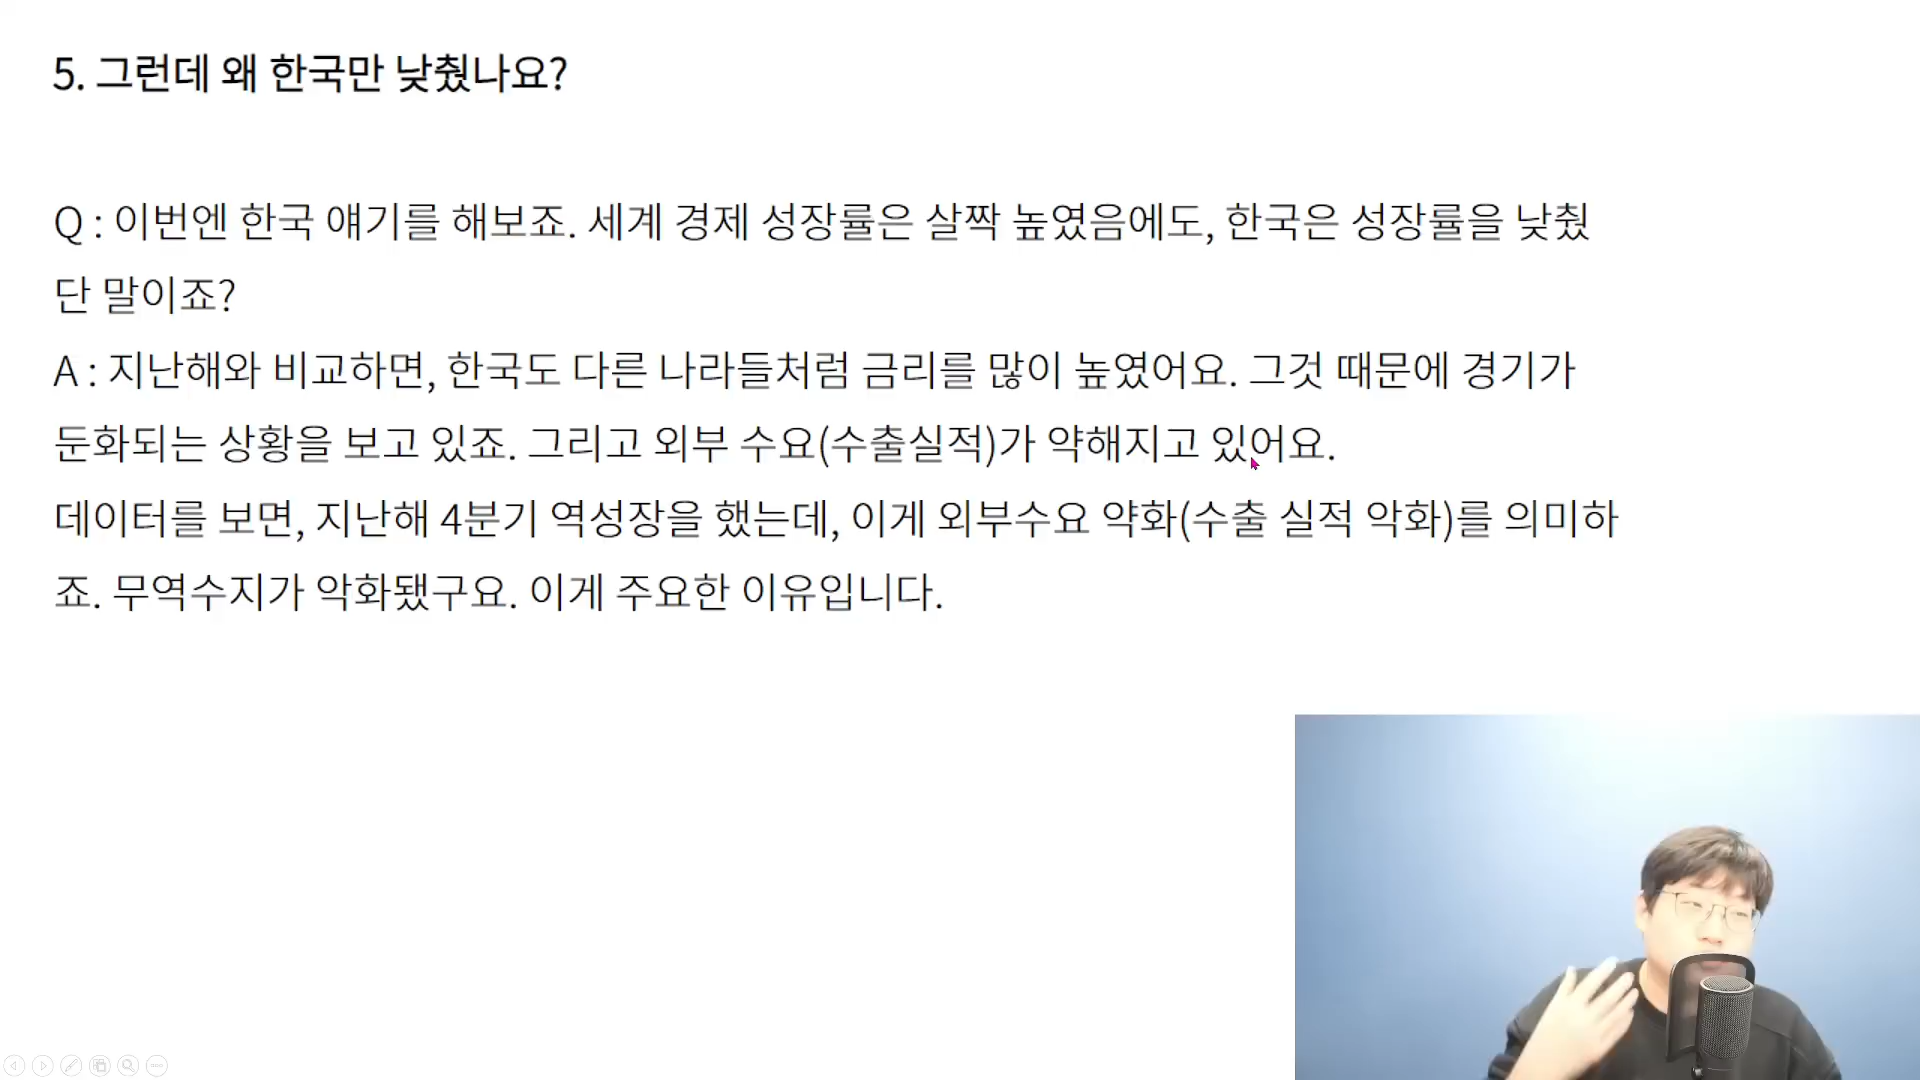 5. 그런데 왜 한국만 낮췄나요?
Q : 이번엔 한국 얘기를 해보죠. 세계 경제 성장률은 살짝 높였음에도, 한국은 성장률을 낮췄
단 말이죠?
A : 지난해와 비교하면, 한국도 다른 나라들처럼 금리를 많이 높였어요. 그것 때문에 경기가
둔화되는 상황을 보고 있죠. 그리고 외부 수요(수출실적)가 약해지고 있어요.
데이터를 보면, 지난해 4분기 역성장을 했는데, 이게 외부수요 약화(수출 실적 악화)를 의미하
죠. 무역수지가 악화됐구요. 이게 주요한 이유입니다.